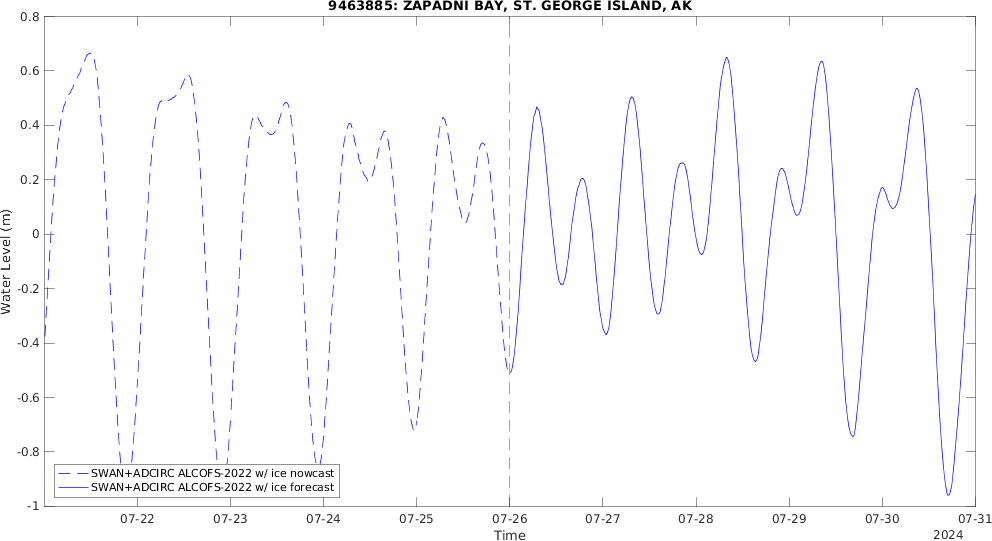 9463885: ZAPADNI BAY, ST. GEORGE ISLAND, AK
0.8
0.6
0.4
0.2
0
-0.2
-0.4
-0.6
-0.8
-1
Water Level (m)
SWAN+ADCIRC ALCOFS-2022 w/ ice nowcast
SWAN+ADCIRC ALCOFS-2022 w/ ice forecast
07-22 07-23 07-24 07-25 07-26 07-27 07-28 07-29 07-30 07-31
Time
2024